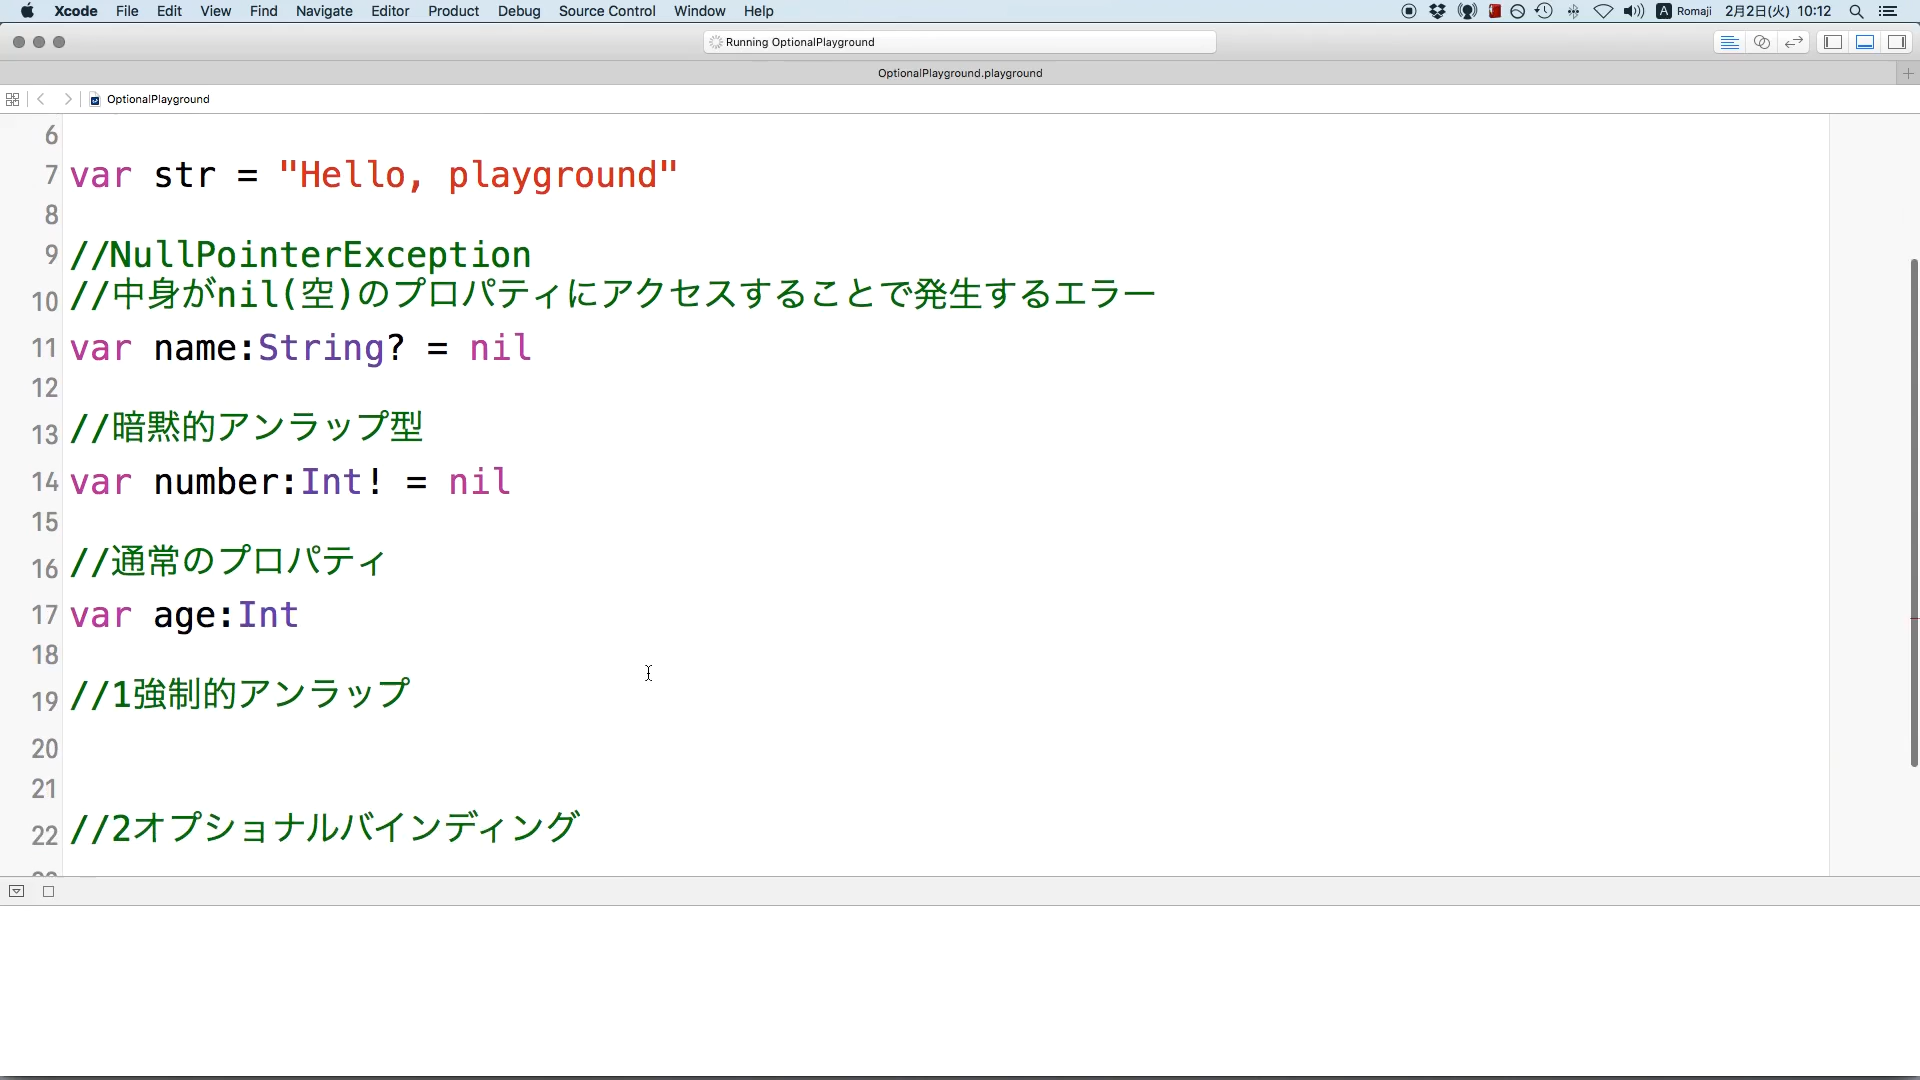 Xcode File Edit View Find Navigate Editor Product Debug Source Control Window Help A Romaji 2月2日(火) 10:12
Running OptionalPlayground
OptionalPlayground.playground
OptionalPlayground
6
7 var str = "Hello, playground"
8
9 //NullPointerException
10 //中身がnil(空)のプロパティにアクセスすることで発生するエラー
11 var name:String? = nil
12
13 //暗黙的アンラップ型
14 var number:Int! = nil
15
16 //通常のプロパティ
17 var age:Int
18
19 //1強制的アンラップ
20
21
22 //2オプショナルバインディング